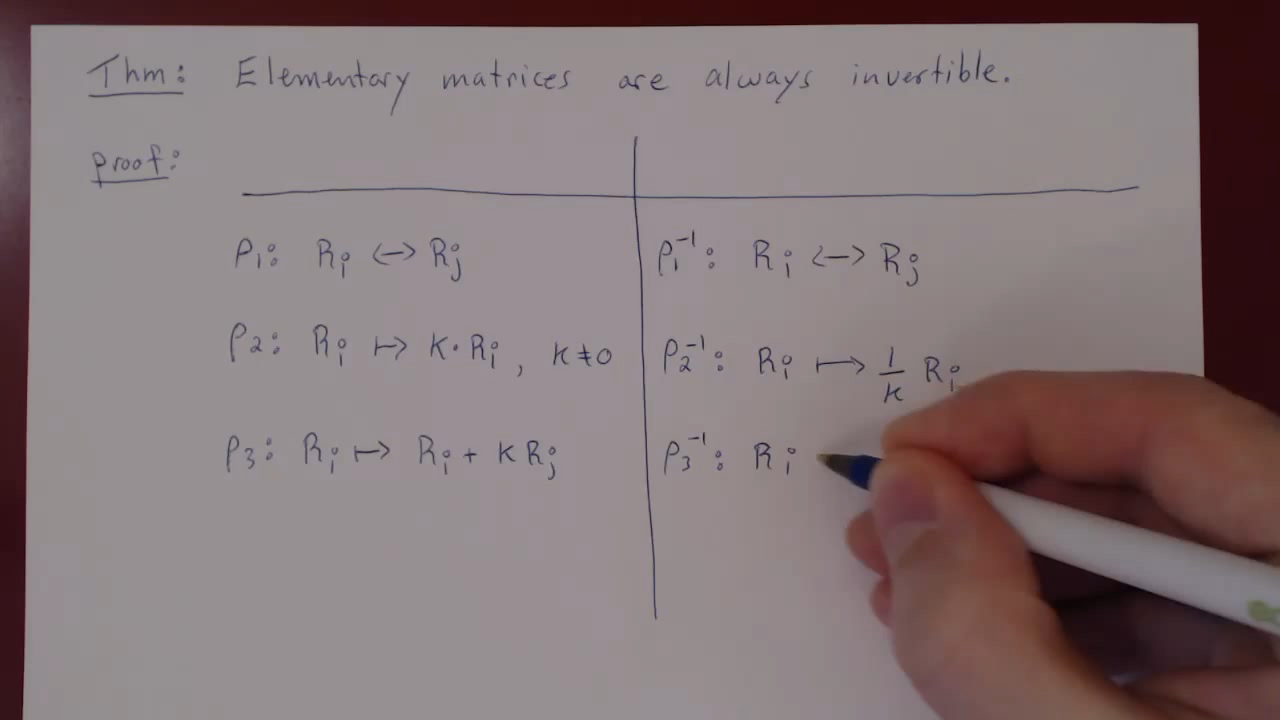 Thm: Elementary matrices are always invertible.
proof:
ρ₁: Rᵢ ↔ Rⱼ
ρ₁⁻¹: Rᵢ ↔ Rⱼ
ρ₂: Rᵢ ↦ K·Rᵢ, K≠0
ρ₂⁻¹: Rᵢ ↦ 1/K Rᵢ
ρ₃: Rᵢ ↦ Rᵢ + K Rⱼ
ρ₃⁻¹: Rᵢ